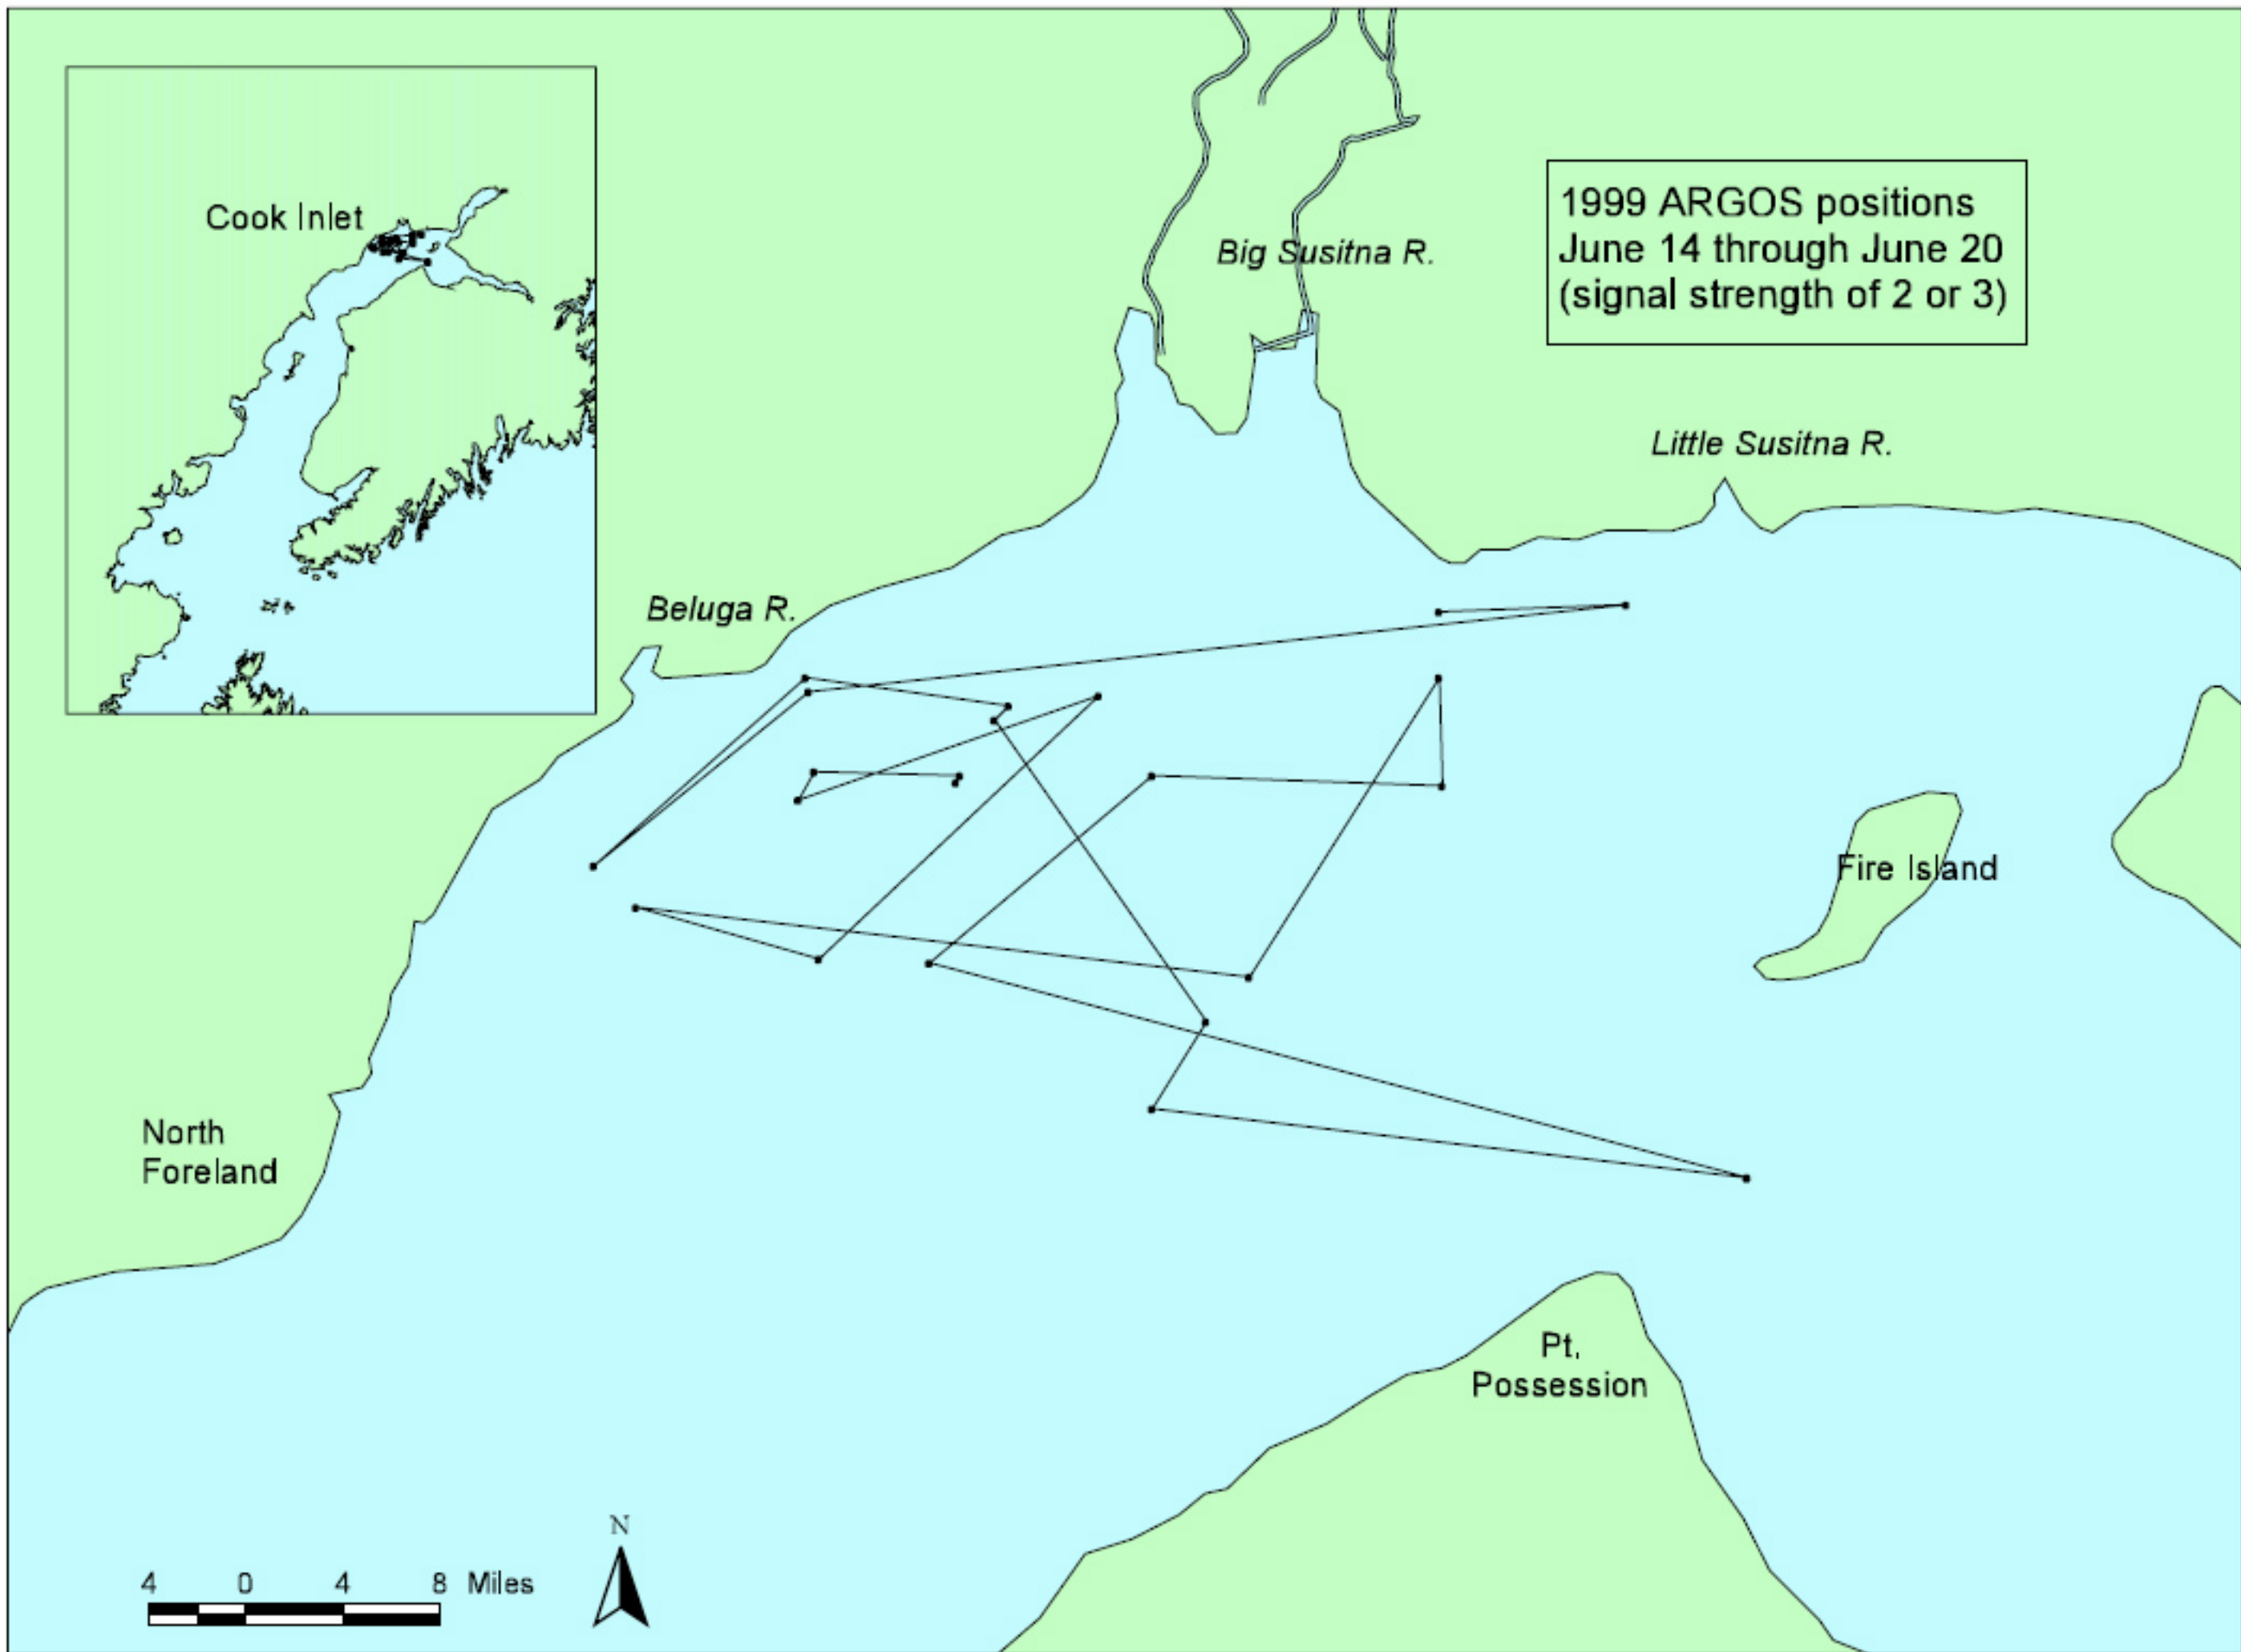 Cook Inlet
1999 ARGOS positions
June 14 through June 20
(signal strength of 2 or 3)
Big Susitna R.
Little Susitna R.
Beluga R.
Fire Island
North
Foreland
Pt.
Possession
N
4 0 4 8 Miles